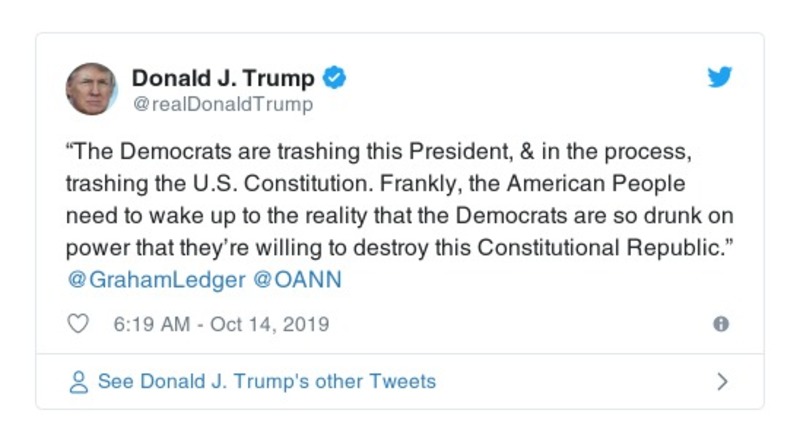 Donald J. Trump
@realDonaldTrump
“The Democrats are trashing this President, & in the process,
trashing the U.S. Constitution. Frankly, the American People
need to wake up to the reality that the Democrats are so drunk on
power that they’re willing to destroy this Constitutional Republic.”
@GrahamLedger @OANN
6:19 AM - Oct 14, 2019
See Donald J. Trump's other Tweets